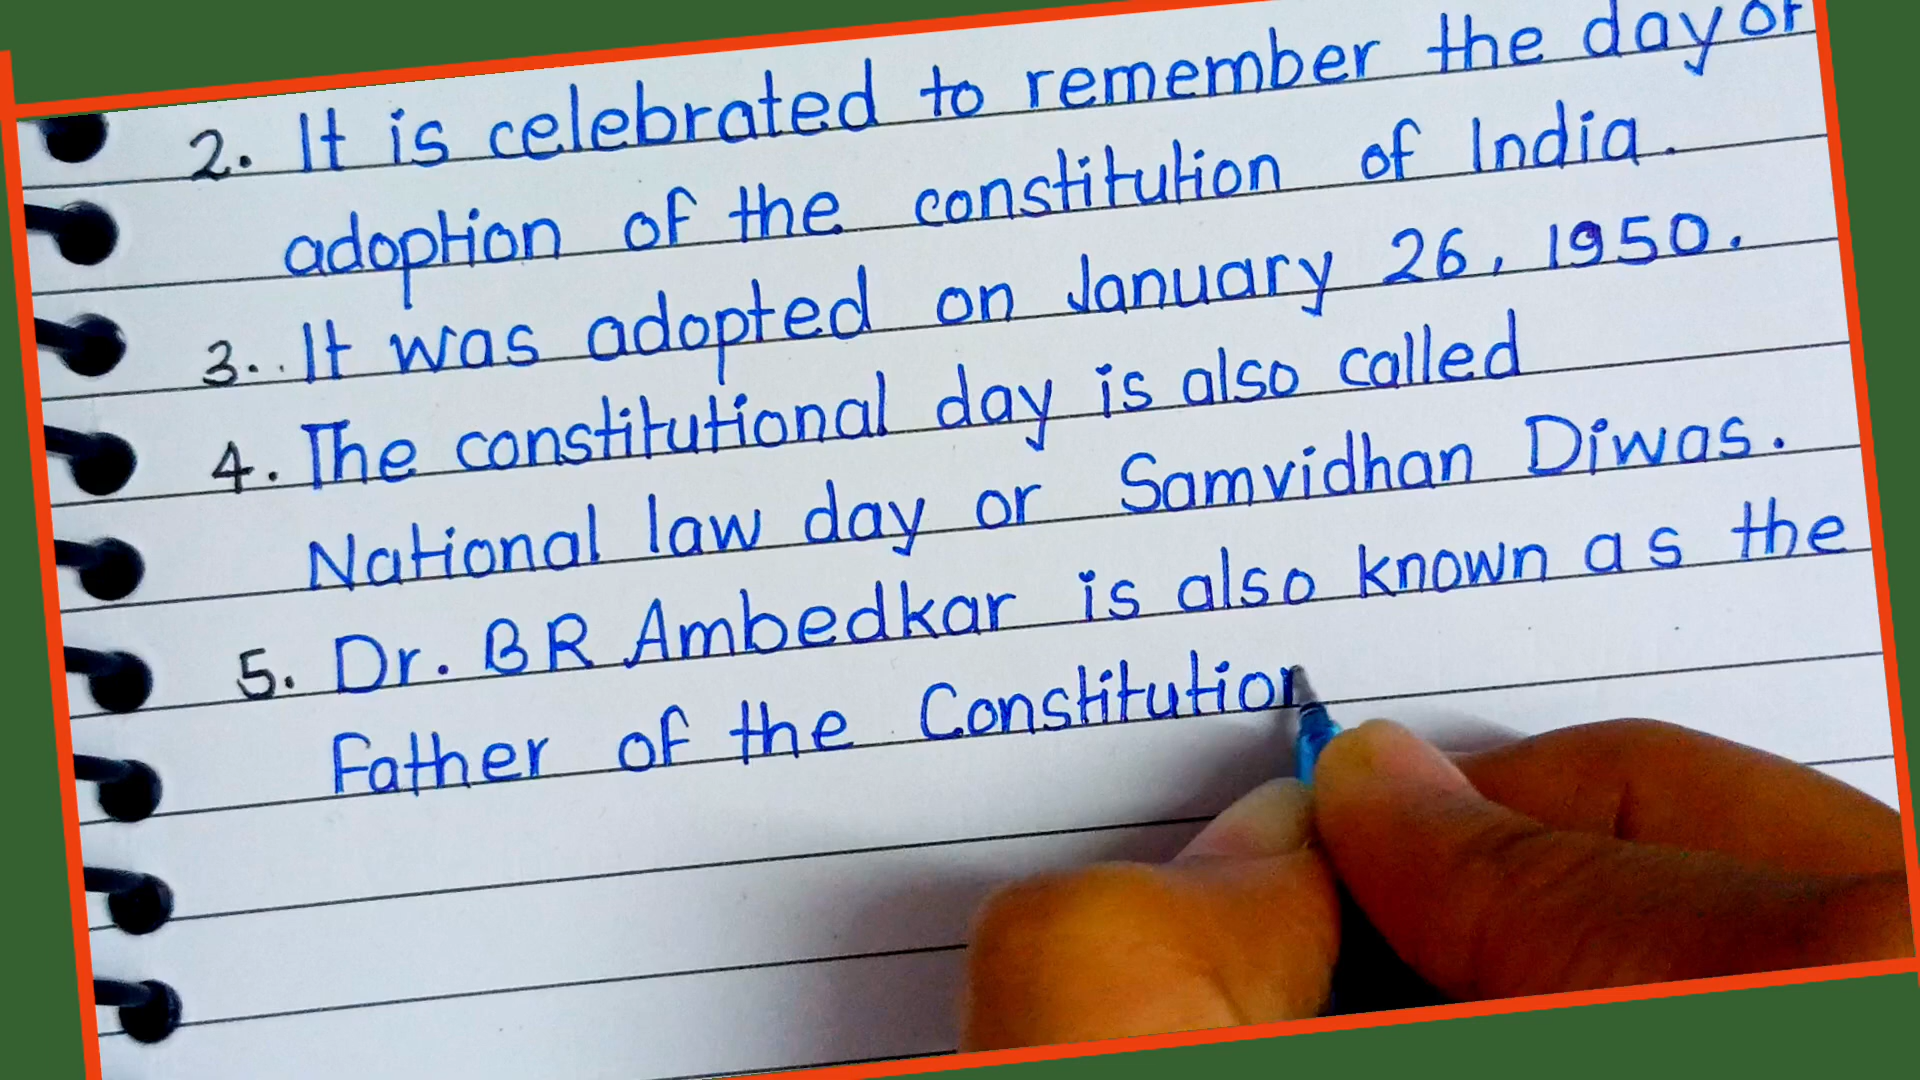 2. It is celebrated to remember the day of
adoption of the constitution of India.
3. It was adopted on January 26, 1950.
4. The constitutional day is also called
National law day or Samvidhan Diwas.
5. Dr. BR Ambedkar is also known as the
Father of the Constitution